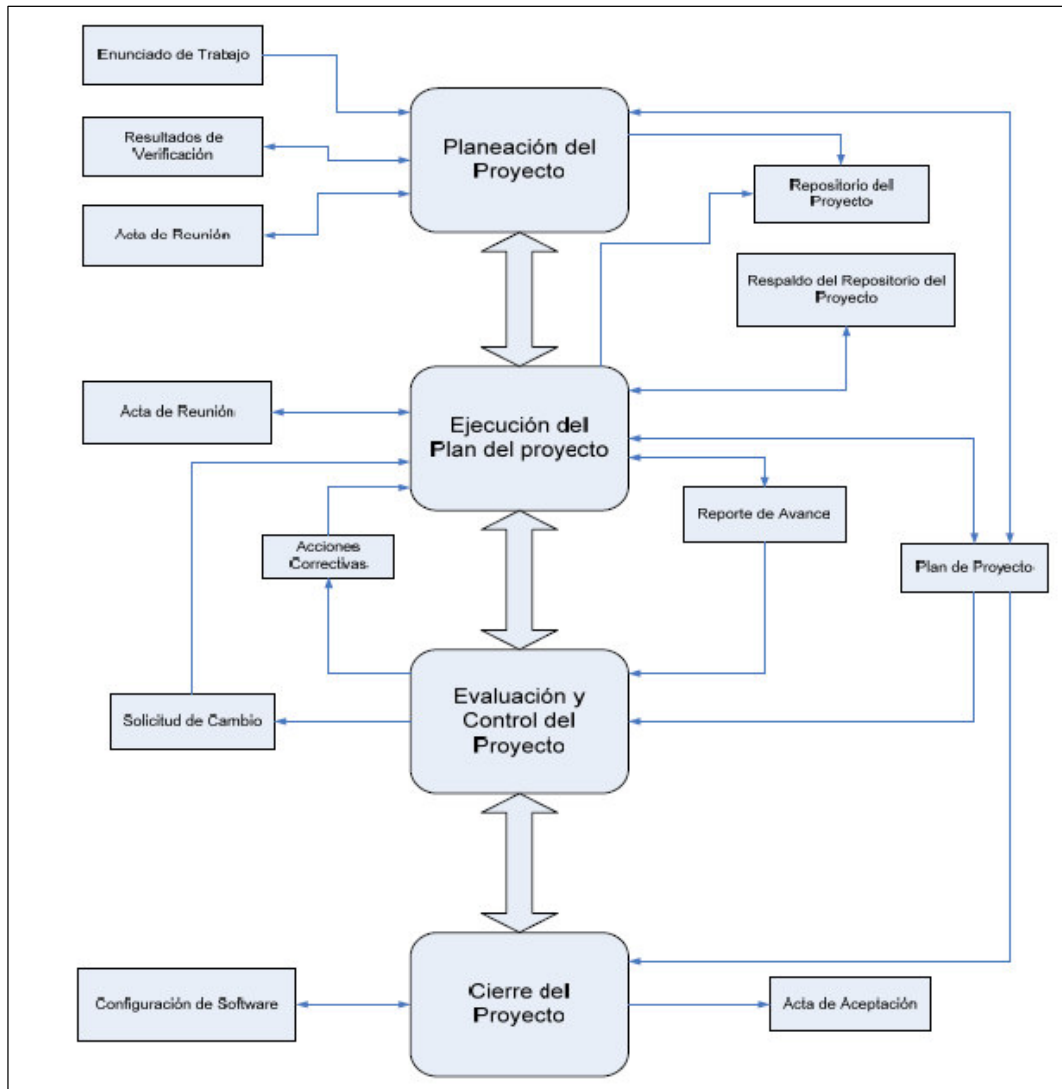 Enunciado de Trabajo
Resultados de
Verificación
Acta de Reunión
Planeación del
Proyecto
Repositorio del
Proyecto
Respaldo del Repositorio del
Proyecto
Acta de Reunión
Ejecución del
Plan del proyecto
Reporte de Avance
Acciones
Correctivas
Plan de Proyecto
Solicitud de Cambio
Evaluación y
Control del
Proyecto
Configuración de Software
Cierre del
Proyecto
Acta de Aceptación